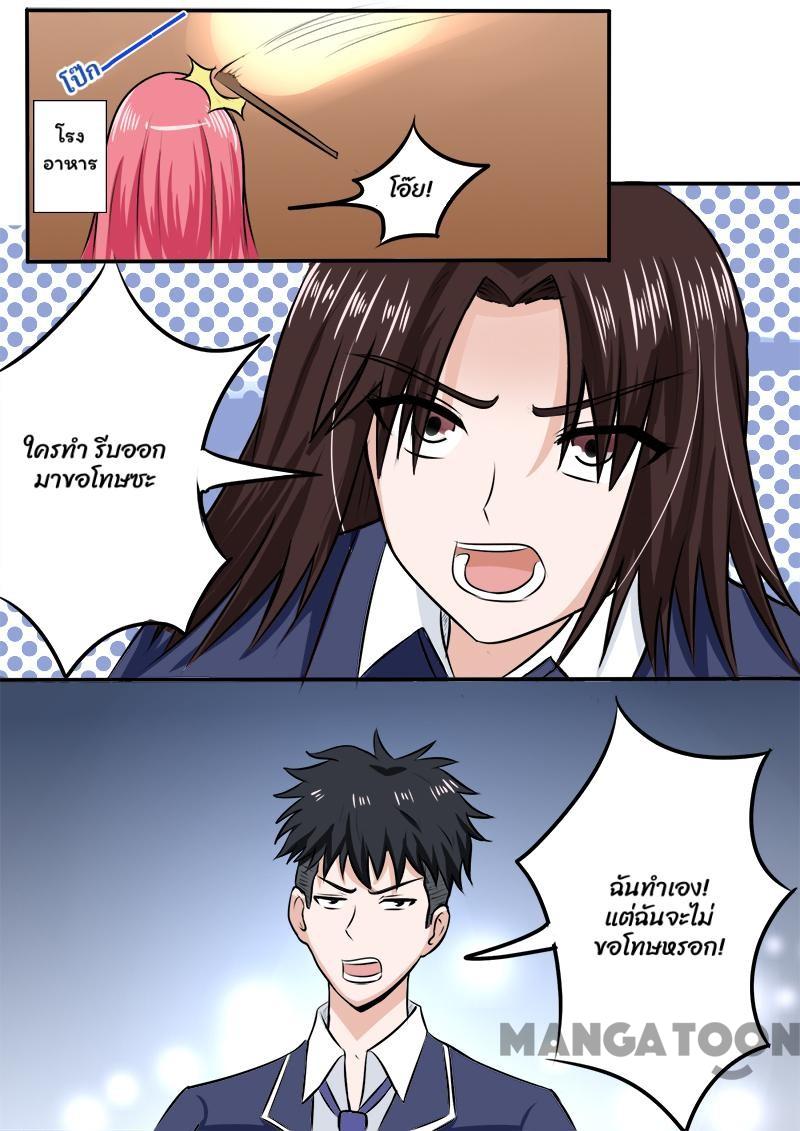 โป๊ก
โรง
อาหาร
โอ๊ย!
ใครทำ รีบออก
มาขอโทษซะ
ฉันทำเอง!
แต่ฉันจะไม่
ขอโทษหรอก!
MANGATOON